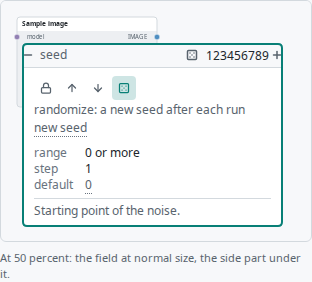 Sample image
model IMAGE
seed 123456789
randomize: a new seed after each run
new seed
range 0 or more
step 1
default 0
Starting point of the noise.
At 50 percent: the field at normal size, the side part under
it.